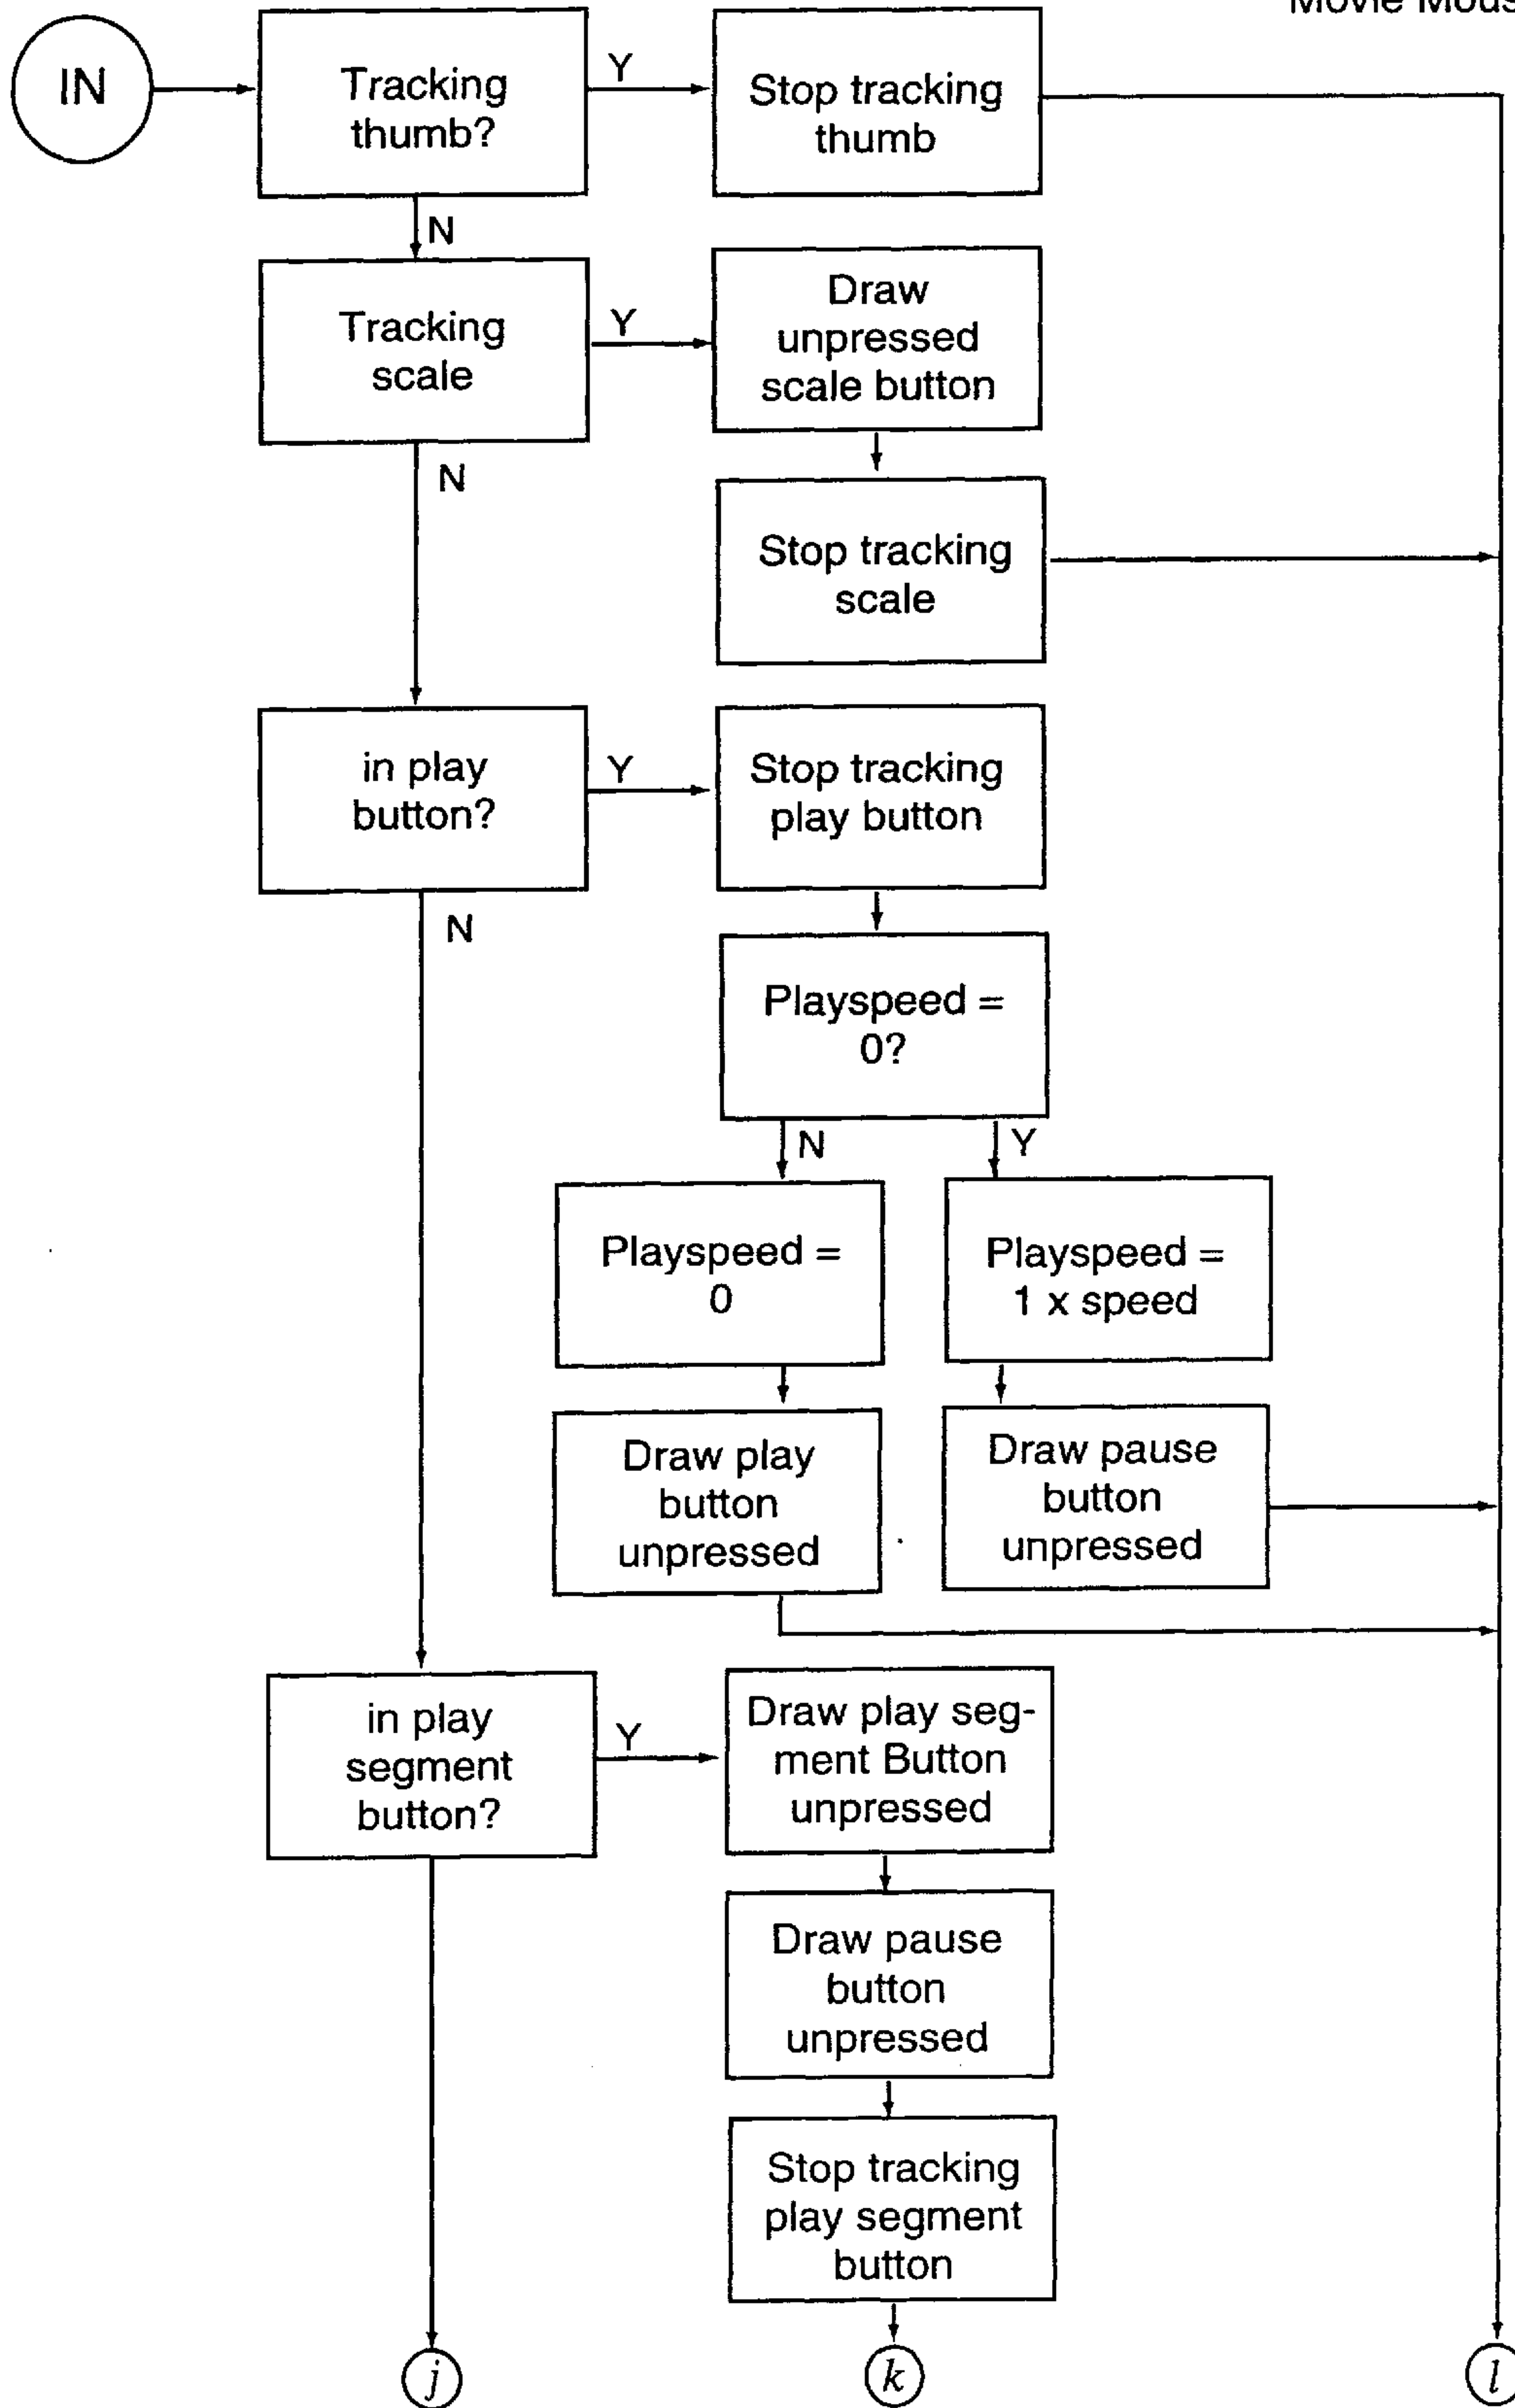 Movie
IN
Tracking
thumb?
Y
Stop tracking
thumb
N
Tracking
scale
Y
Draw
unpressed
scale button
N
Stop tracking
scale
in play
button?
Y
Stop tracking
play button
N
Playspeed =
0?
N
Y
Playspeed =
0
Playspeed =
1 x speed
Draw play
button
unpressed
Draw pause
button
unpressed
in play
segment
button?
Y
Draw play seg-
ment Button
unpressed
Draw pause
button
unpressed
Stop tracking
play segment
button
j
k
l